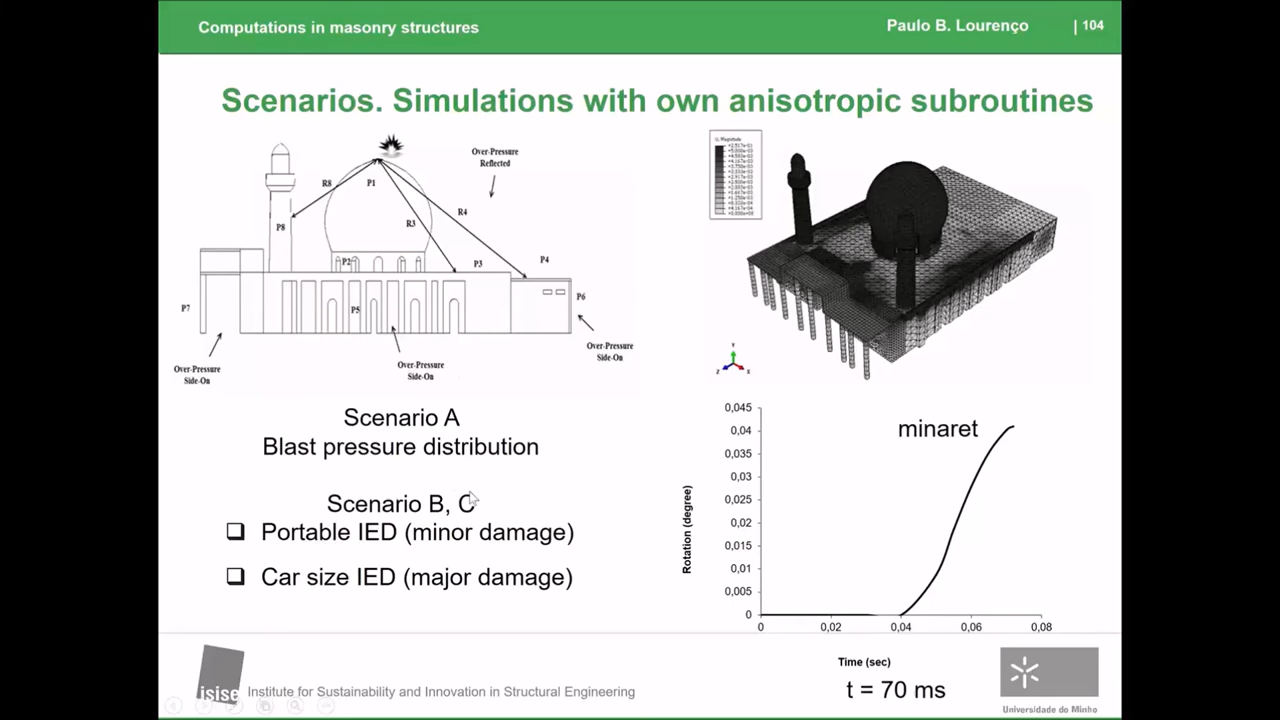 Computations in masonry structures
Paulo B. Lourenço
| 104
Scenarios. Simulations with own anisotropic subroutines
Over-Pressure
Reflected
R8
P1
R4
R3
P8
P2
P3
P4
P7
P5
P6
Over-Pressure
Side-On
Over-Pressure
Side-On
Over-Pressure
Side-On
U, Magnitude
Y
Z
X
Scenario A
Blast pressure distribution
Scenario B, C
Portable IED (minor damage)
Car size IED (major damage)
minaret
Rotation (degree)
0,045
0,04
0,035
0,03
0,025
0,02
0,015
0,01
0,005
0
0
0,02
0,04
0,06
0,08
Time (sec)
t = 70 ms
isise
Institute for Sustainability and Innovation in Structural Engineering
Universidade do Minho